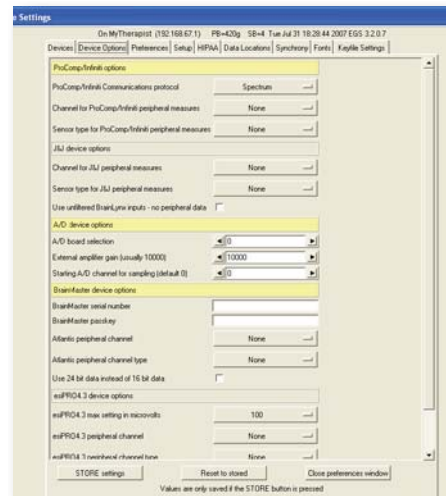 e Settings
On MyTherapist (192.168.67.1) PB=420g SB=4 Tue Jul 31 18:28:44 2007 EGS 3.2.0.7
Devices Device Options Preferences Setup HIPAA Data Locations Synchrony Fonts Keyfile Settings
ProComp/Infiniti options
ProComp/Infiniti Communications protocol Spectrum
Channel for ProComp/Infiniti peripheral measures None
Sensor type for ProComp/Infiniti peripheral measures None
J&J device options
Channel for J&J peripheral measures None
Sensor type for J&J peripheral measures None
Use unfiltered BrainLynx inputs - no peripheral data
A/D device options
A/D board selection 0
External amplifier gain (usually 10000) 10000
Starting A/D channel for sampling (default 0) 0
BrainMaster device options
BrainMaster serial number
BrainMaster passkey
Atlantis peripheral channel None
Atlantis peripheral channel type None
Use 24 bit data instead of 16 bit data
esiPRO4.3 device options
esiPRO4.3 max setting in microvolts 100
esiPRO4.3 peripheral channel None
esiPRO4.3 peripheral channel type None
STORE settings Reset to stored Close preferences window
Values are only saved if the STORE button is pressed